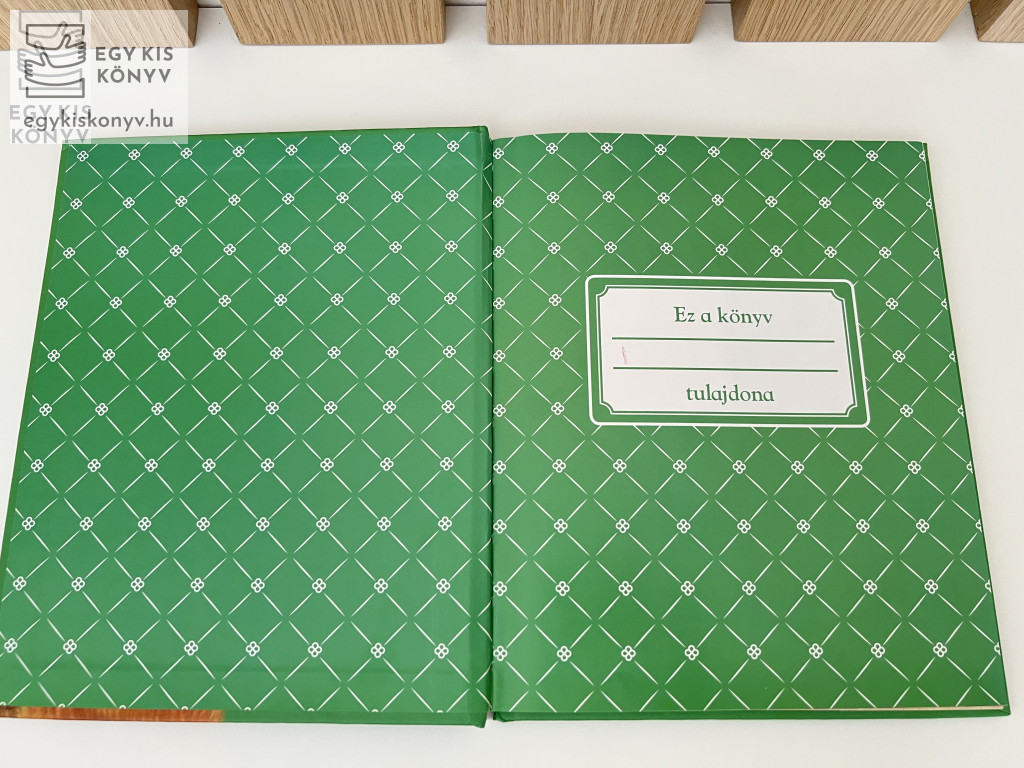 EGY KIS
KÖNYV
egykiskonyv.hu
EGY KIS
KÖNYV
Ez a könyv
tulajdona